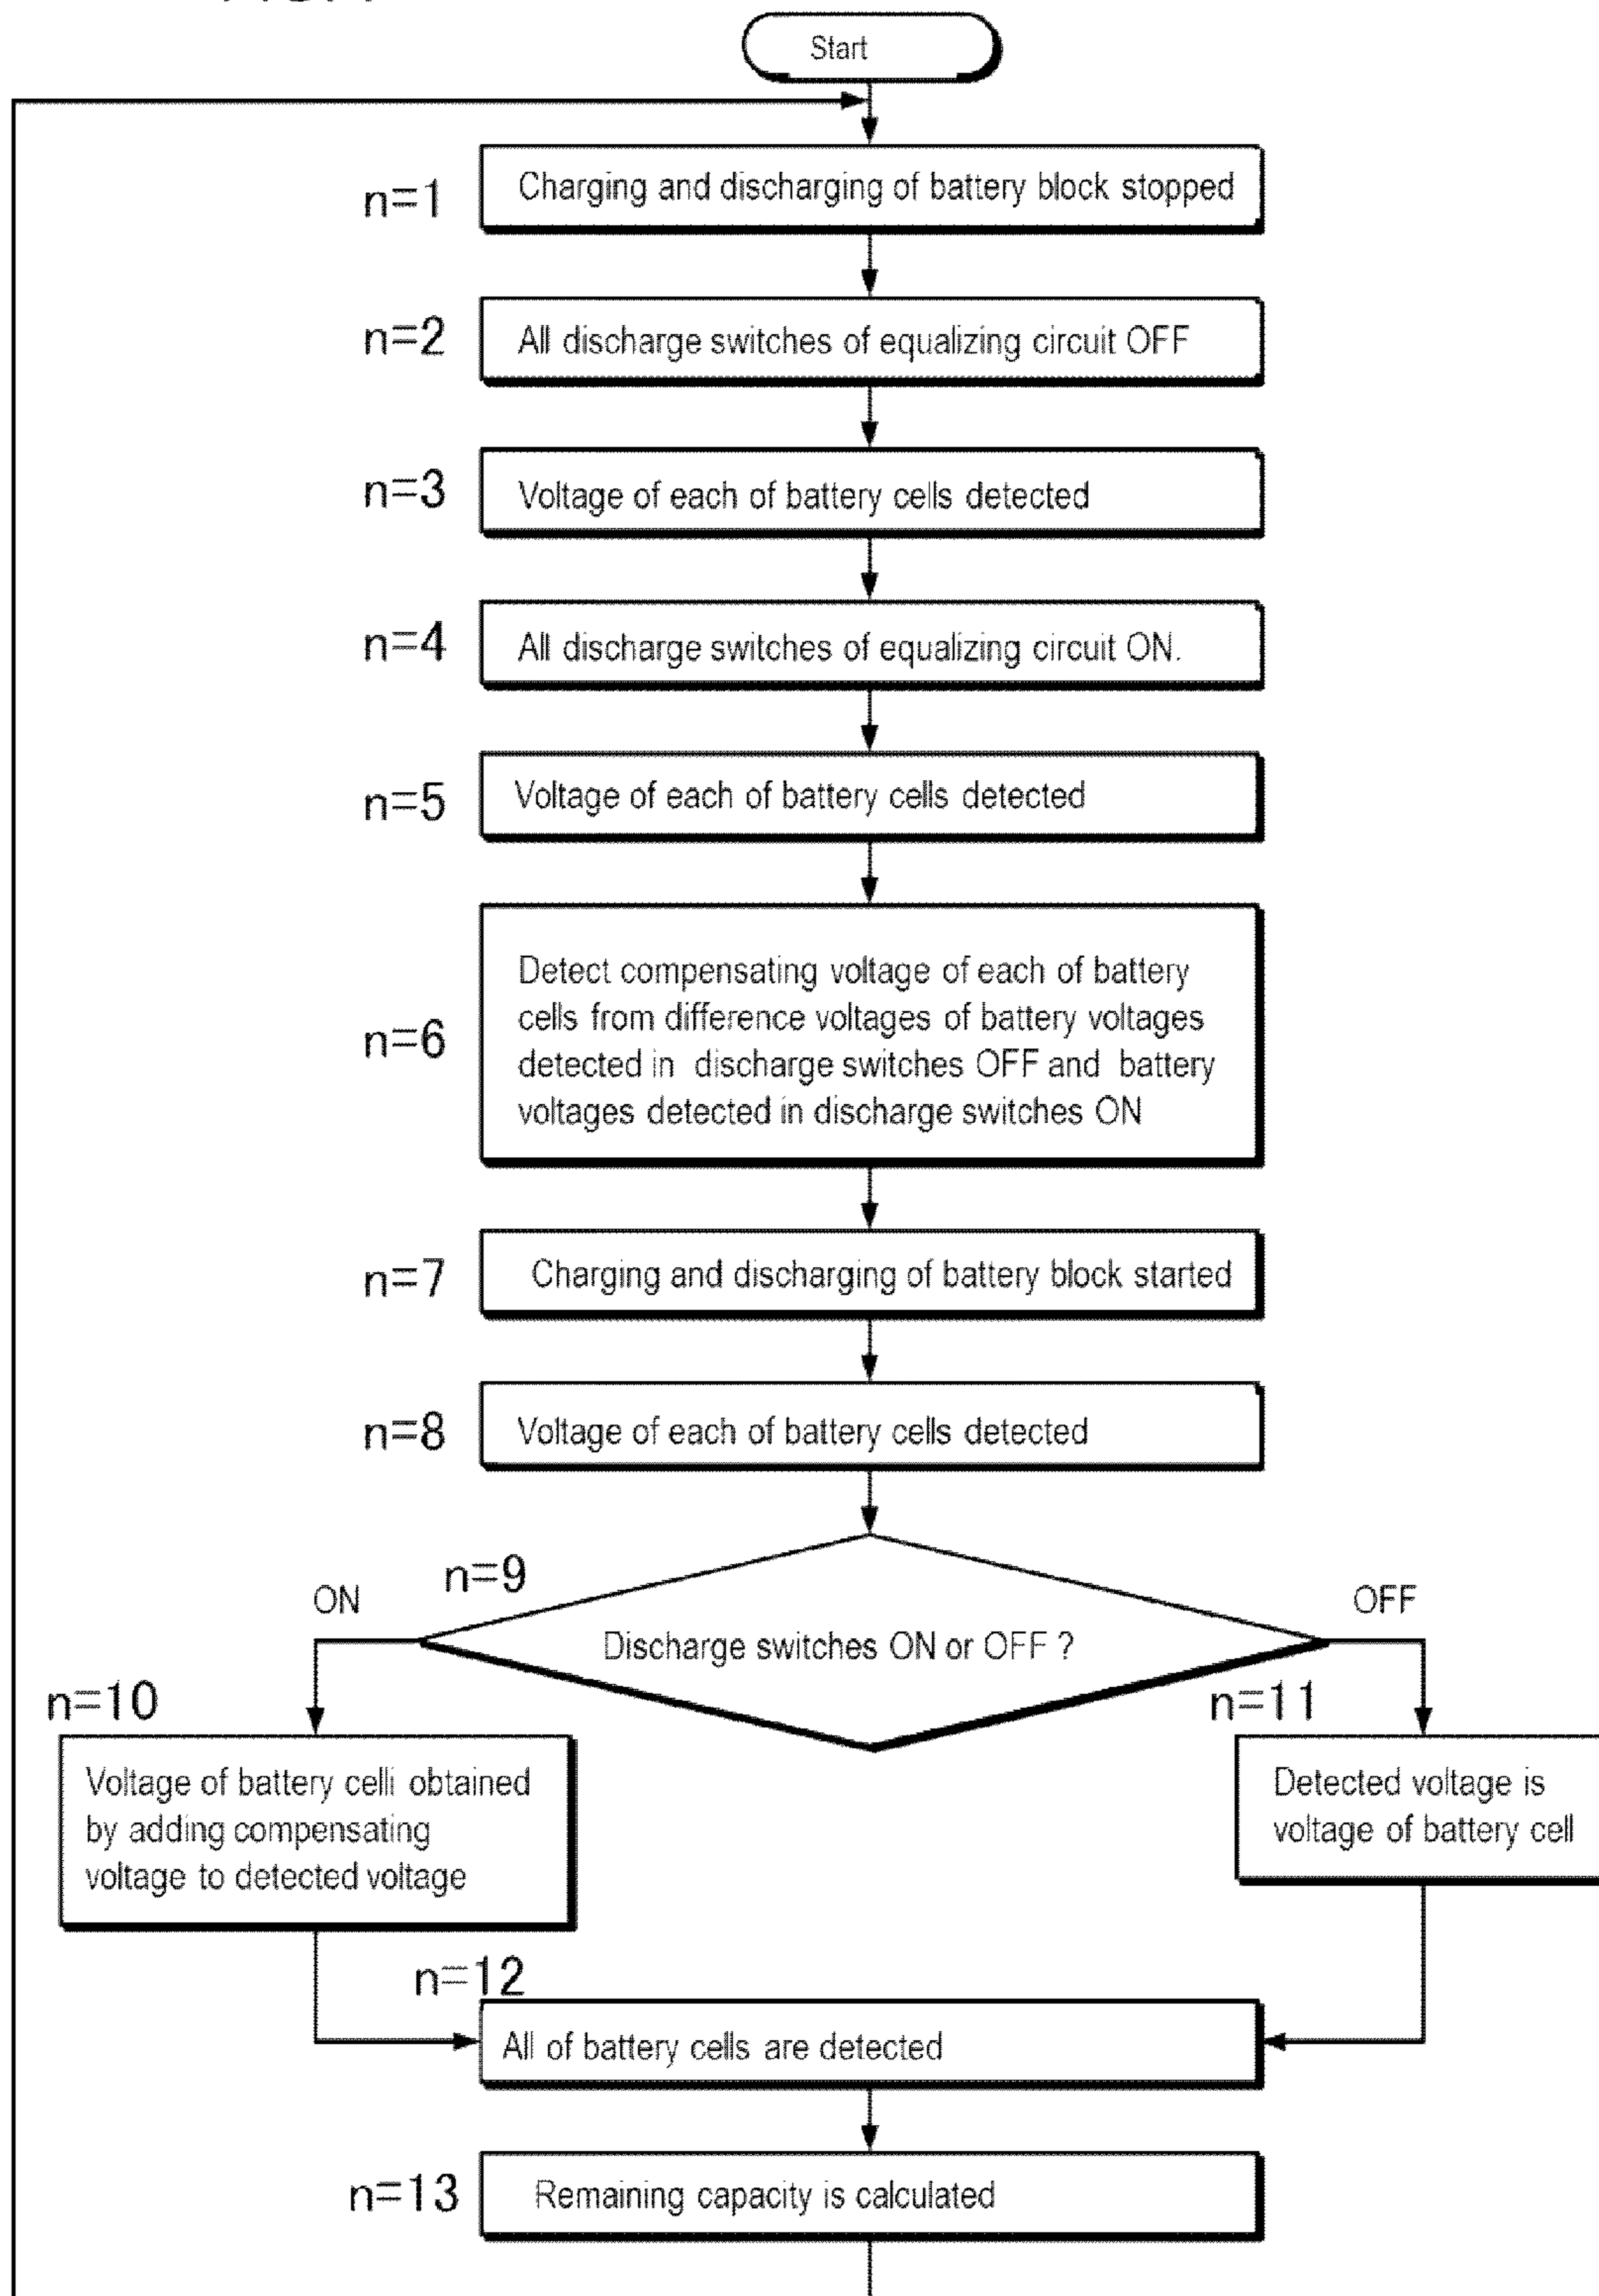 Start
n=1
Charging and discharging of battery block stopped
n=2
All discharge switches of equalizing circuit OFF
n=3
Voltage of each of battery cells detected
n=4
All discharge switches of equalizing circuit ON.
n=5
Voltage of each of battery cells detected
n=6
Detect compensating voltage of each of battery
cells from difference voltages of battery voltages
detected in discharge switches OFF and battery
voltages detected in discharge switches ON
n=7
Charging and discharging of battery block started
n=8
Voltage of each of battery cells detected
n=9
ON
OFF
Discharge switches ON or OFF ?
n=10
Voltage of battery celli obtained
by adding compensating
voltage to detected voltage
n=11
Detected voltage is
voltage of battery cell
n=12
All of battery cells are detected
n=13
Remaining capacity is calculated